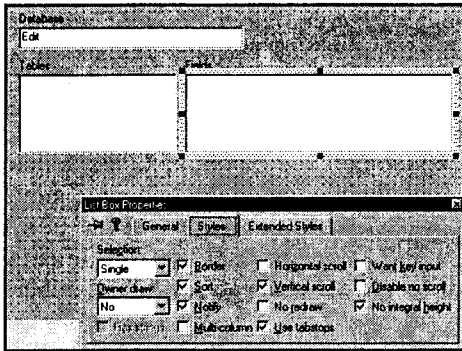 Database
Edit
Tables Fields
List Box Properties
General Styles Extended Styles
Selection:
Single
Owner draw:
No
Border
Sort
Notify
Multi-column
Horizontal scroll
Vertical scroll
No redraw
Use tabstops
Want key input
Disable no scroll
No integral height